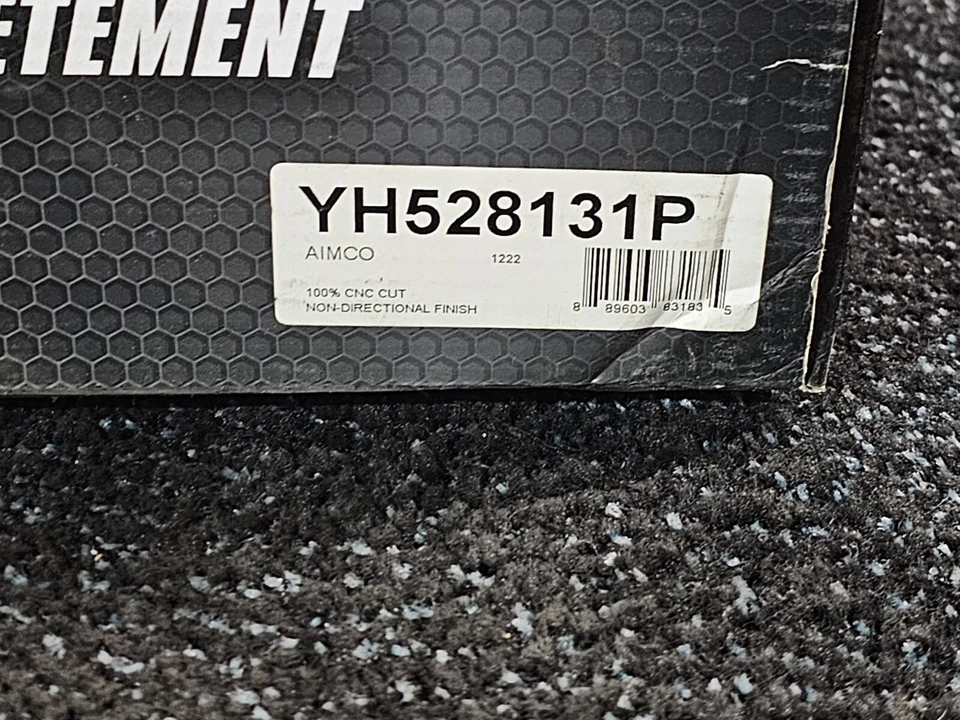 ETEMENT
YH528131P
AIMCO
1222
100% CNC CUT
NON-DIRECTIONAL FINISH
8 89603 83183 5